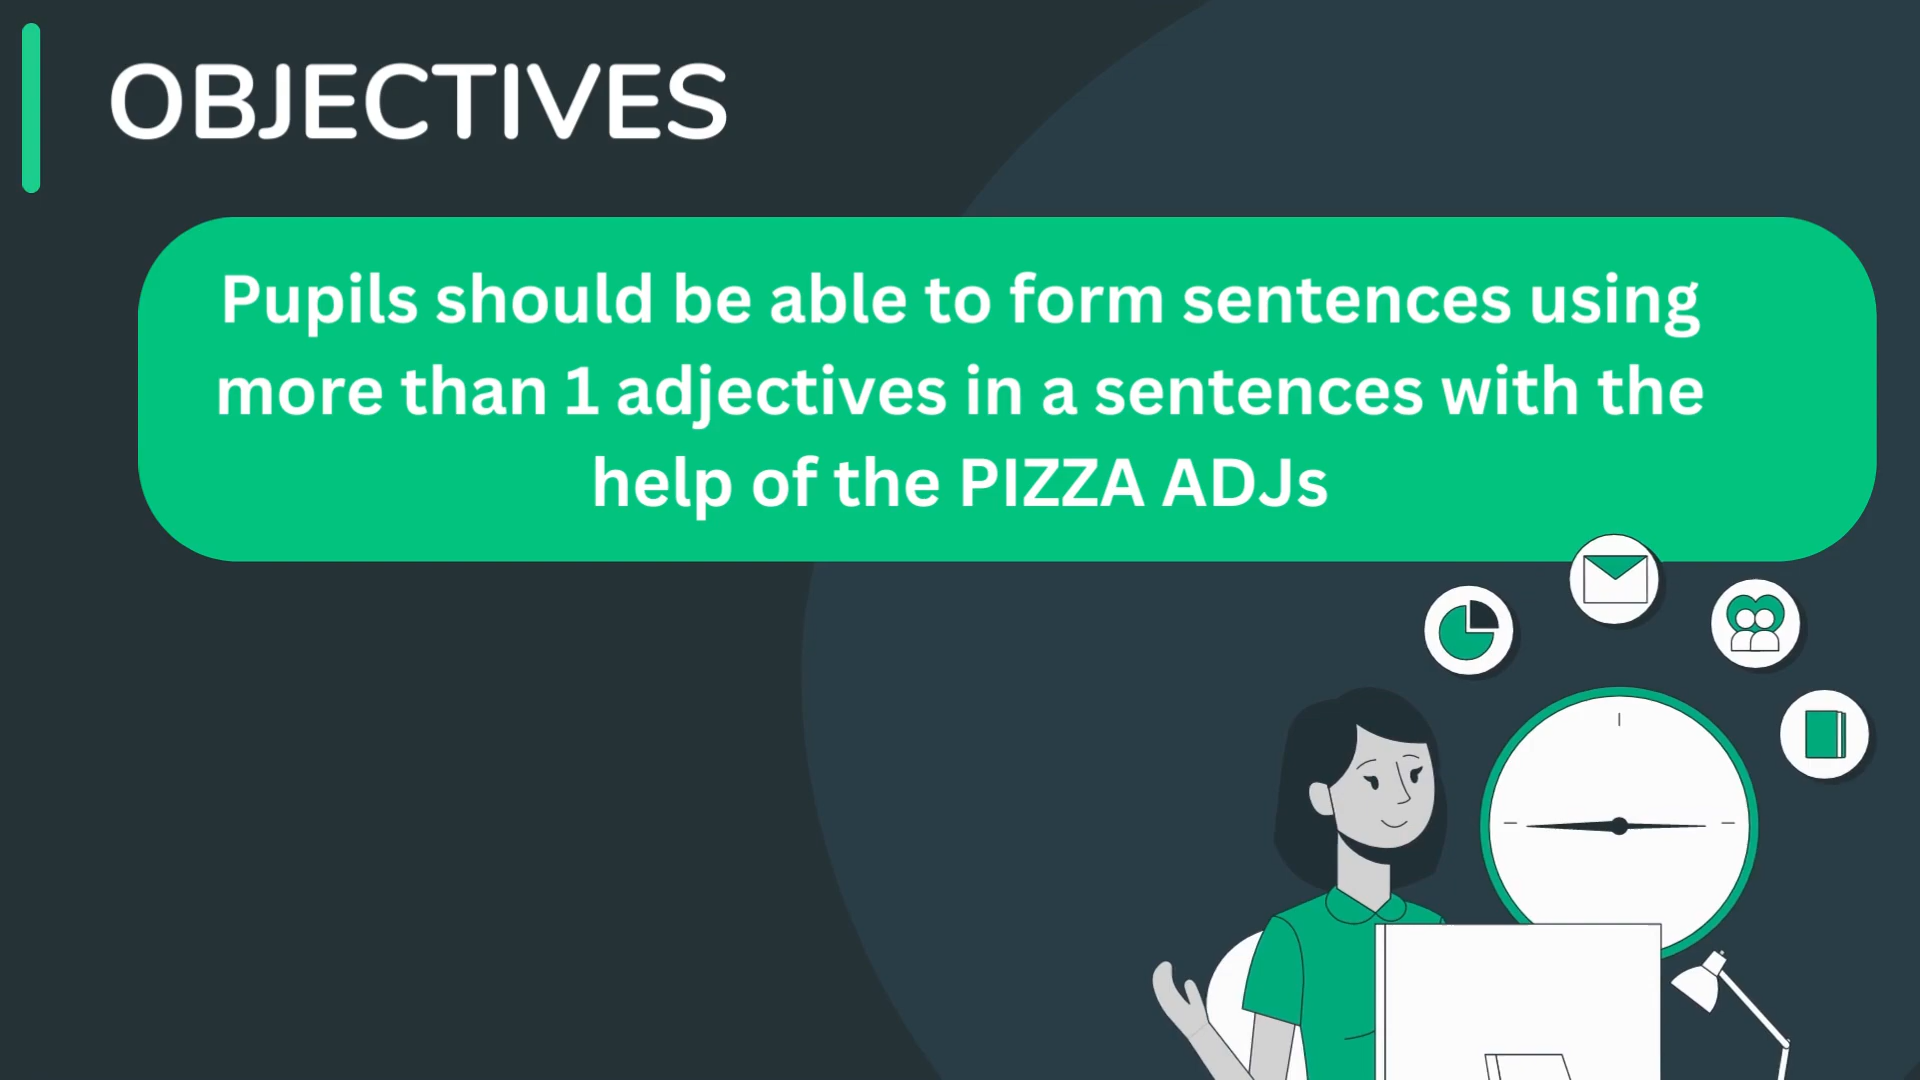 OBJECTIVES
Pupils should be able to form sentences using
more than 1 adjectives in a sentences with the
help of the PIZZA ADJs